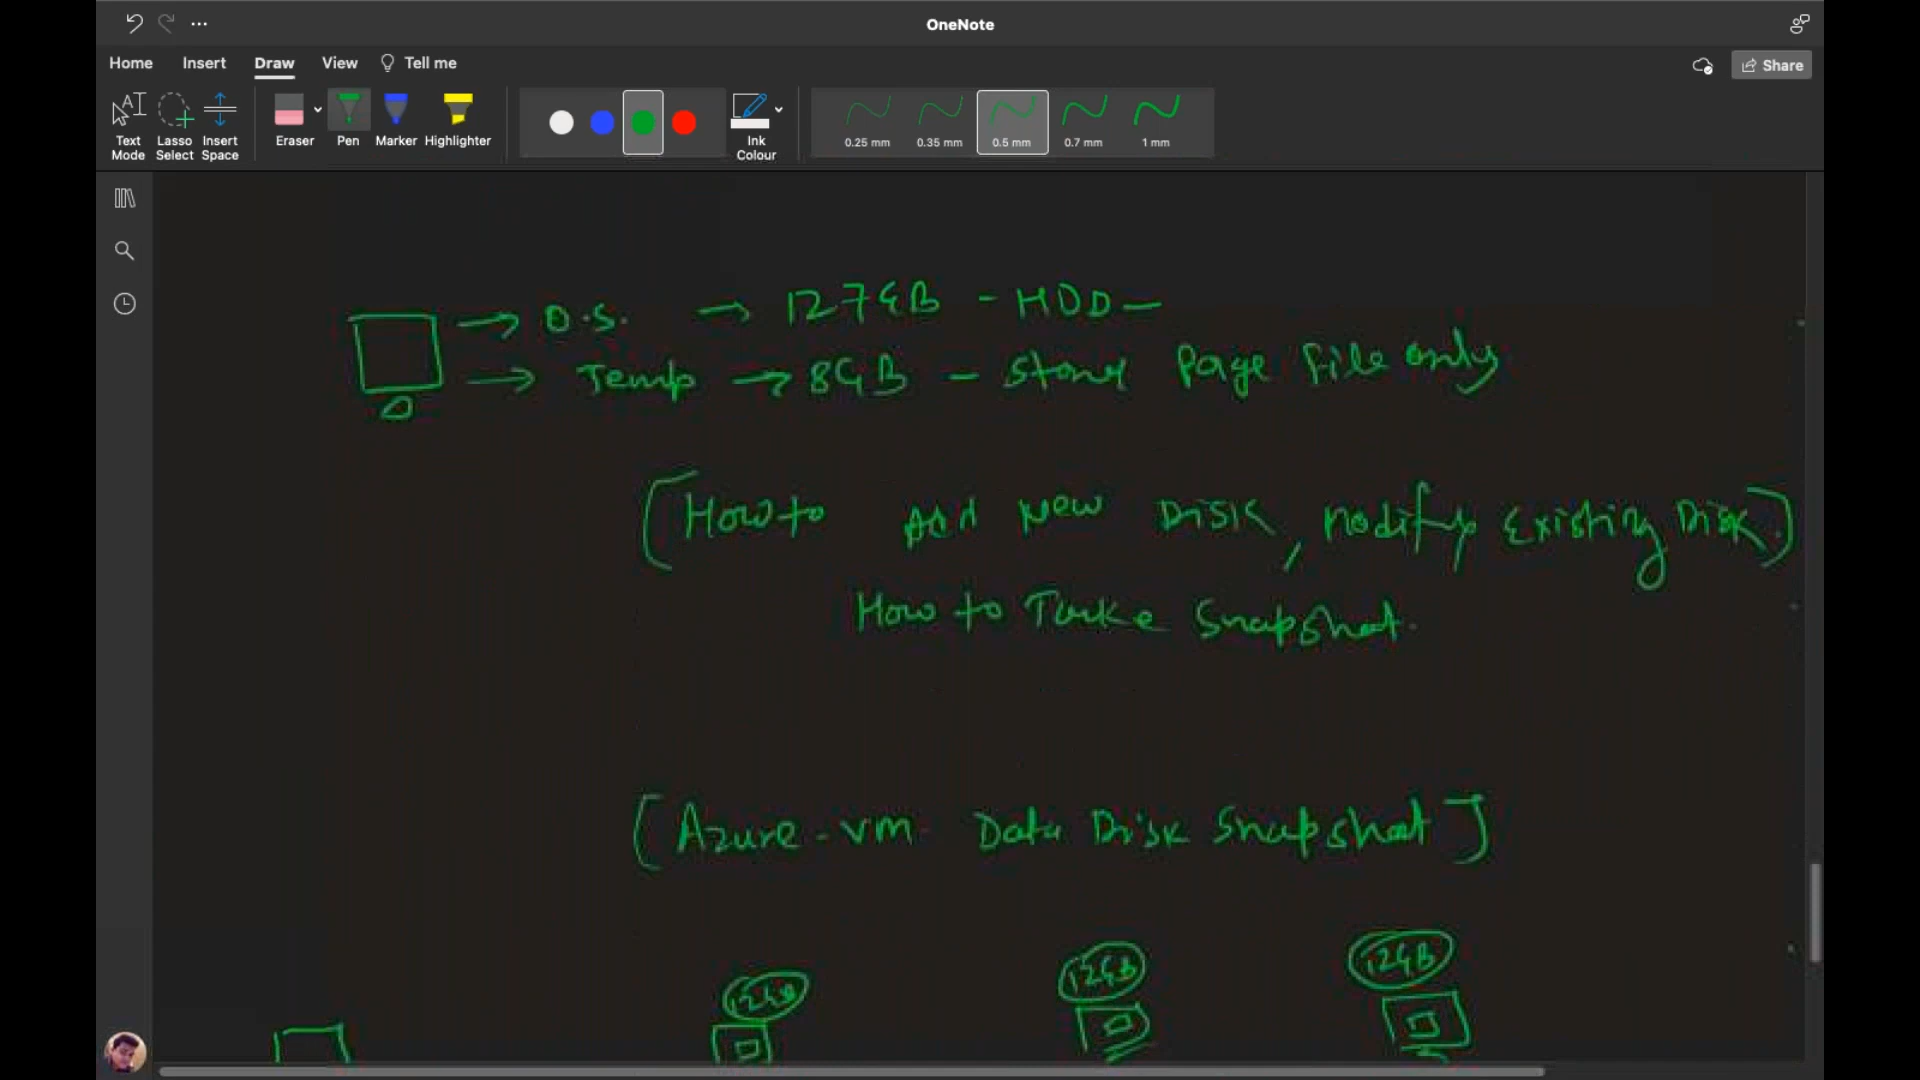 OneNote
Home Insert Draw View Tell me
Share
Text Mode
Lasso Select
Insert Space
Eraser
Pen
Marker
Highlighter
Ink Colour
0.25 mm
0.35 mm
0.5 mm
0.7 mm
1 mm
→ O.S. → 127GB - HDD -
→ Temp → 8GB - Store Page file only
[How to Add New Disk, modify Existing Disk]
How to Take Snapshot.
[Azure - VM Data Disk Snapshot]
12GB
12GB
12GB